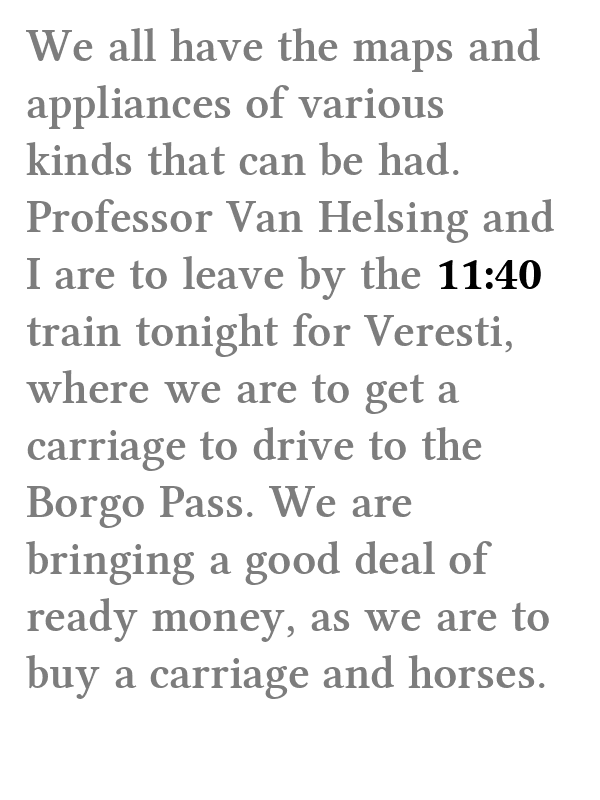 We all have the maps and
appliances of various
kinds that can be had.
Professor Van Helsing and
I are to leave by the 11:40
train tonight for Veresti,
where we are to get a
carriage to drive to the
Borgo Pass. We are
bringing a good deal of
ready money, as we are to
buy a carriage and horses.